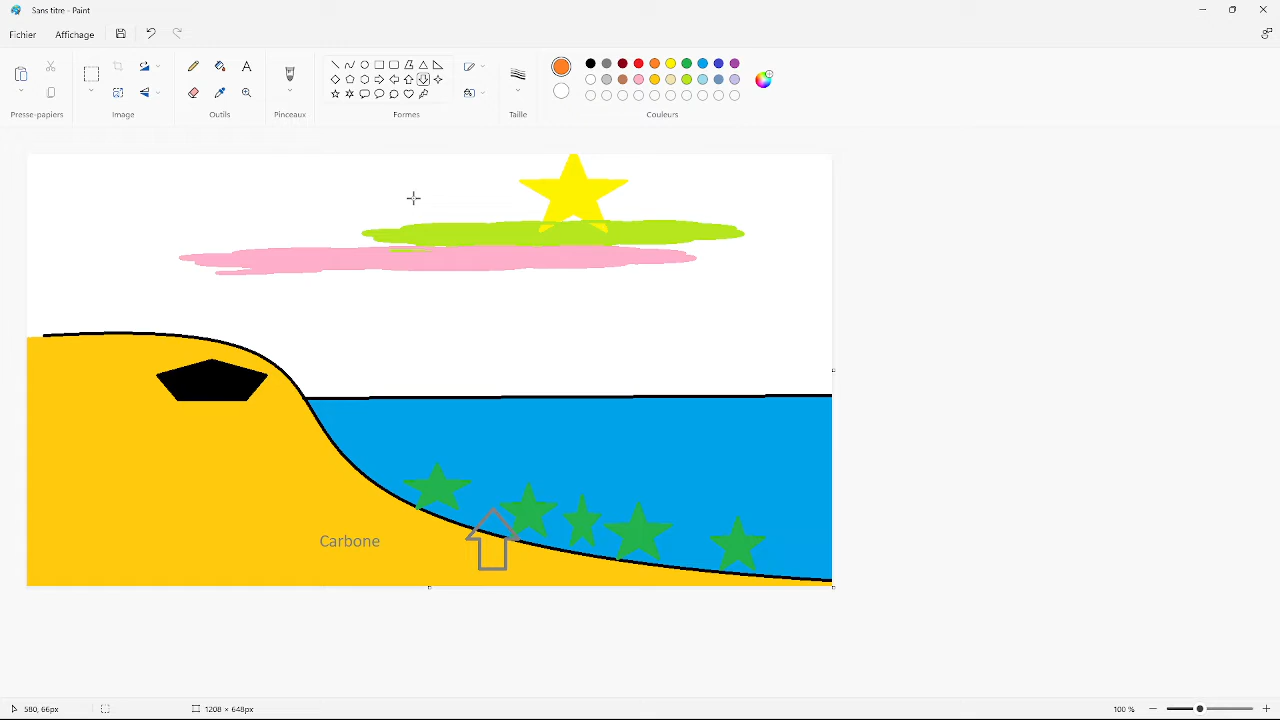 Sans titre - Paint
Fichier
Affichage
Presse-papiers
Image
Outils
Pinceaux
Formes
Taille
Couleurs
Carbone
580, 66px
1208 × 648px
100 %